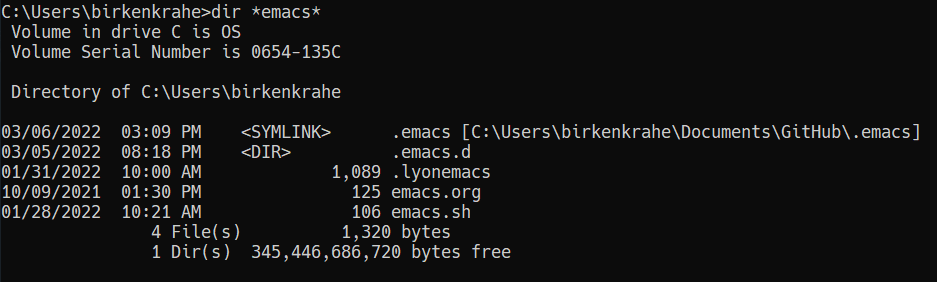 C:\Users\birkenkrahe>dir *emacs*
 Volume in drive C is OS
 Volume Serial Number is 0654-135C

 Directory of C:\Users\birkenkrahe

03/06/2022  03:09 PM    <SYMLINK>      .emacs [C:\Users\birkenkrahe\Documents\GitHub\.emacs]
03/05/2022  08:18 PM    <DIR>          .emacs.d
01/31/2022  10:00 AM             1,089 .lyonemacs
10/09/2021  01:30 PM               125 emacs.org
01/28/2022  10:21 AM               106 emacs.sh
               4 File(s)          1,320 bytes
               1 Dir(s)  345,446,686,720 bytes free